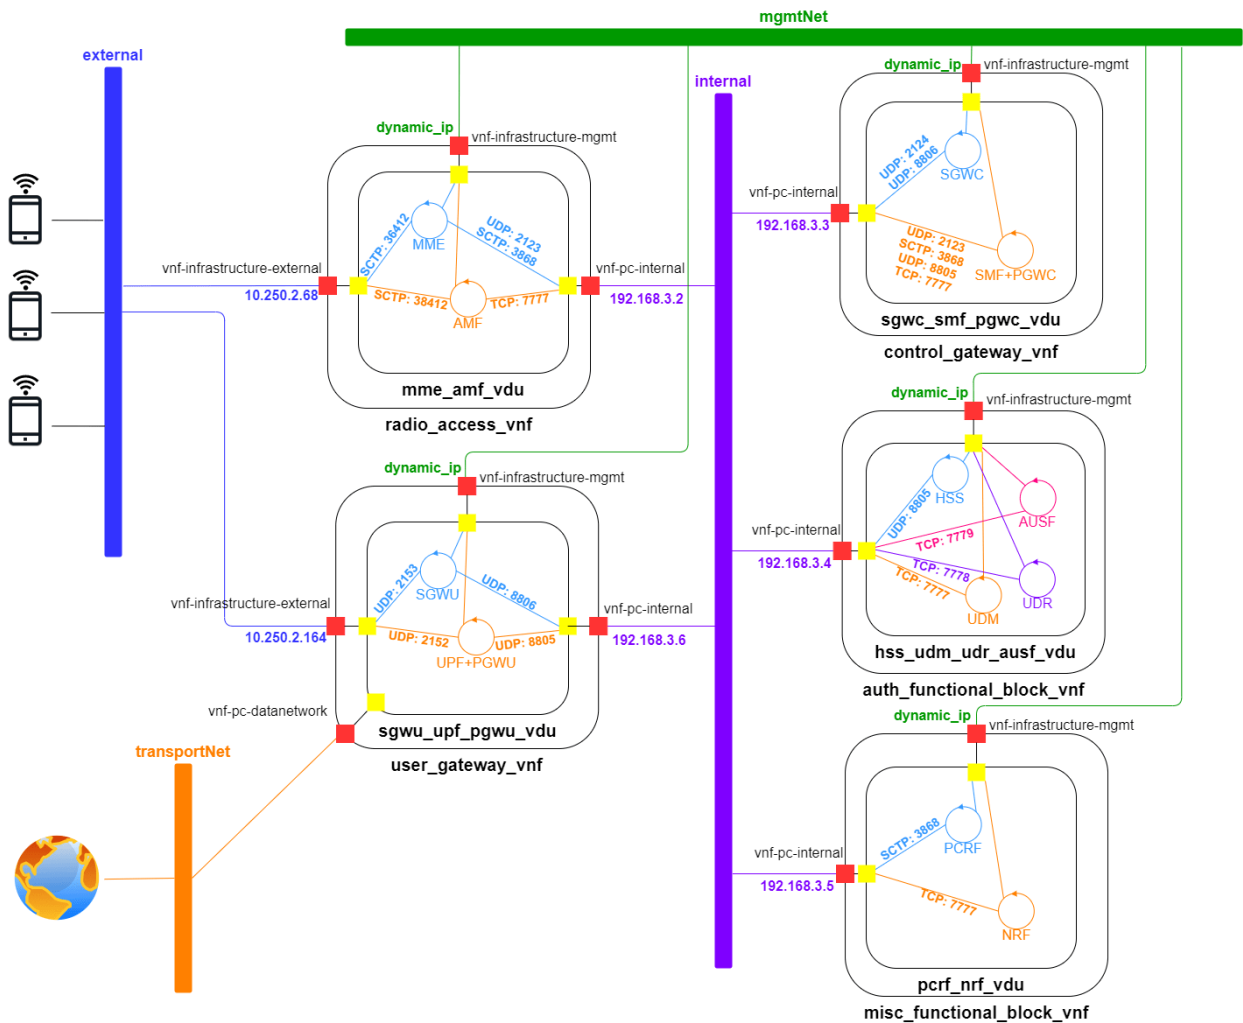 mgmtNet
external
internal
dynamic_ip
vnf-infrastructure-mgmt
SCTP: 36412
MME
UDP: 2123
SCTP: 3868
vnf-infrastructure-external
10.250.2.68
SCTP: 38412
AMF
TCP: 7777
vnf-pc-internal
192.168.3.2
mme_amf_vdu
radio_access_vnf
dynamic_ip
vnf-infrastructure-mgmt
UDP: 2153
SGWU
UDP: 8806
vnf-infrastructure-external
10.250.2.164
UDP: 2152
UPF+PGWU
UDP: 8805
vnf-pc-internal
192.168.3.6
vnf-pc-datanetwork
sgwu_upf_pgwu_vdu
user_gateway_vnf
transportNet
dynamic_ip
vnf-infrastructure-mgmt
UDP: 2124
UDP: 8806
SGWC
vnf-pc-internal
192.168.3.3
UDP: 2123
SCTP: 3868
UDP: 8805
TCP: 7777
SMF+PGWC
sgwc_smf_pgwc_vdu
control_gateway_vnf
dynamic_ip
vnf-infrastructure-mgmt
UDP: 8805
HSS
AUSF
vnf-pc-internal
192.168.3.4
TCP: 7779
TCP: 7778
TCP: 7777
UDR
UDM
hss_udm_udr_ausf_vdu
auth_functional_block_vnf
dynamic_ip
vnf-infrastructure-mgmt
SCTP: 3868
PCRF
vnf-pc-internal
192.168.3.5
TCP: 7777
NRF
pcrf_nrf_vdu
misc_functional_block_vnf